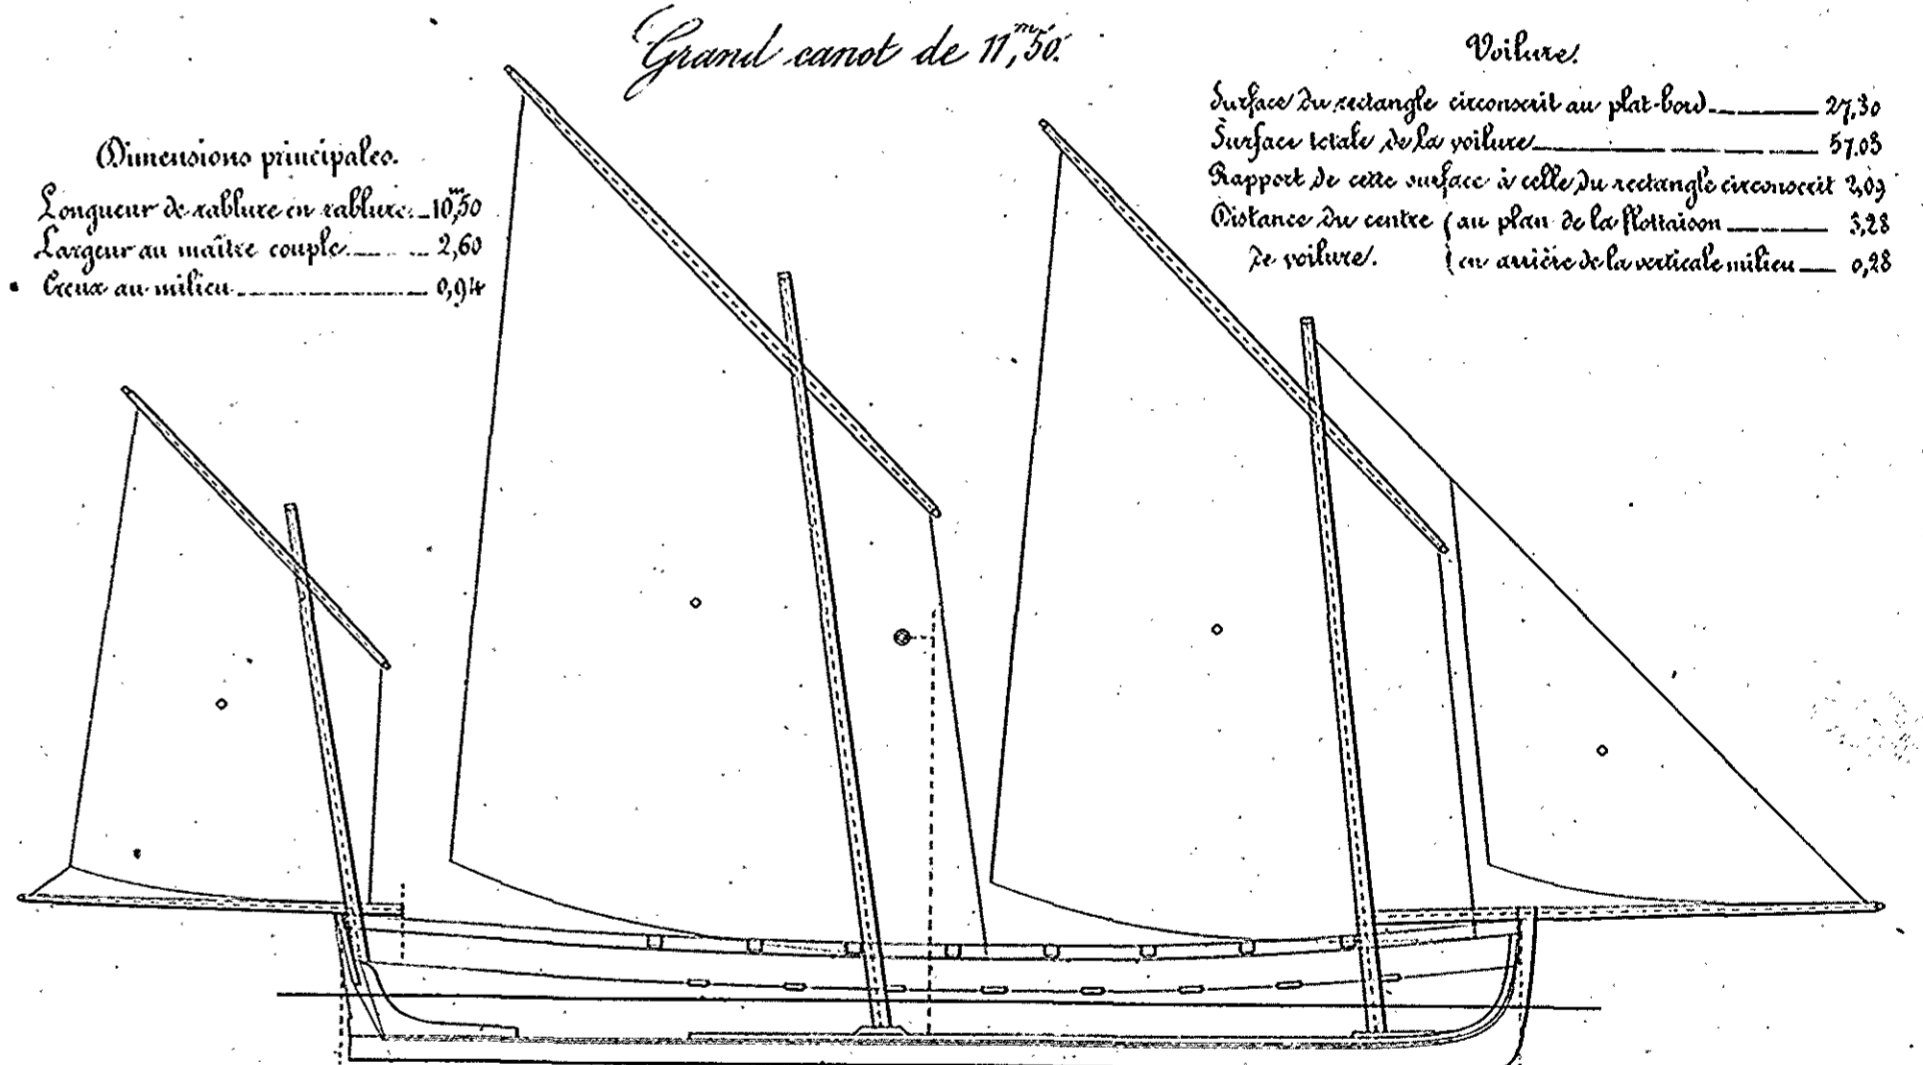 Grand canot de 11,ᵐ50.
Dimensions principales.
Longueur de rablure en rablure. 10,ᵐ50
Largeur au maître couple 2,60
Creux au milieu 0,94
Voilure.
Surface du rectangle circonscrit au plat-bord 27,30
Surface totale de la voilure 57.03
Rapport de cette surface à celle du rectangle circonscrit 2,09
Distance du centre { au plan de la flottaison 3,28
de voilure. { en arrière de la verticale milieu 0,28